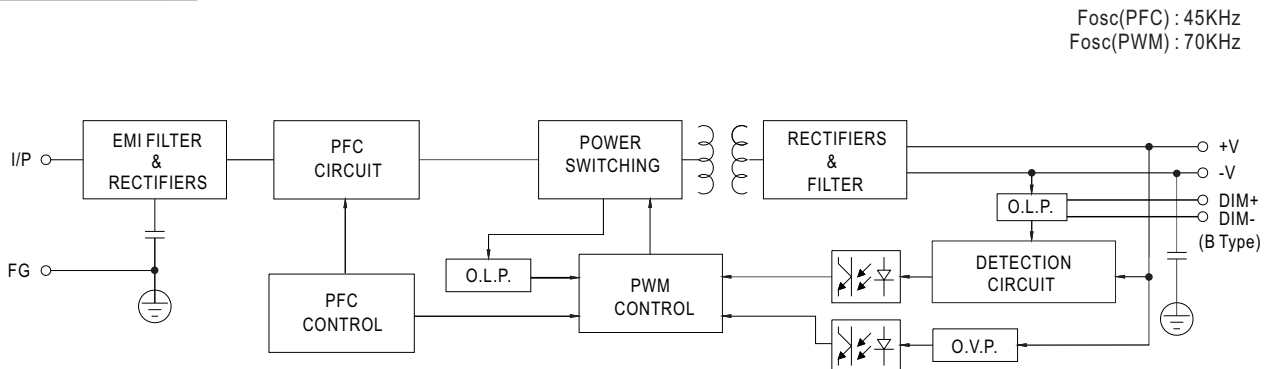 Fosc(PFC) : 45KHz
Fosc(PWM) : 70KHz
I/P
EMI FILTER
&
RECTIFIERS
PFC
CIRCUIT
POWER
SWITCHING
RECTIFIERS
&
FILTER
+V
-V
O.L.P.
DIM+
DIM-
(B Type)
FG
O.L.P.
PFC
CONTROL
PWM
CONTROL
DETECTION
CIRCUIT
O.V.P.